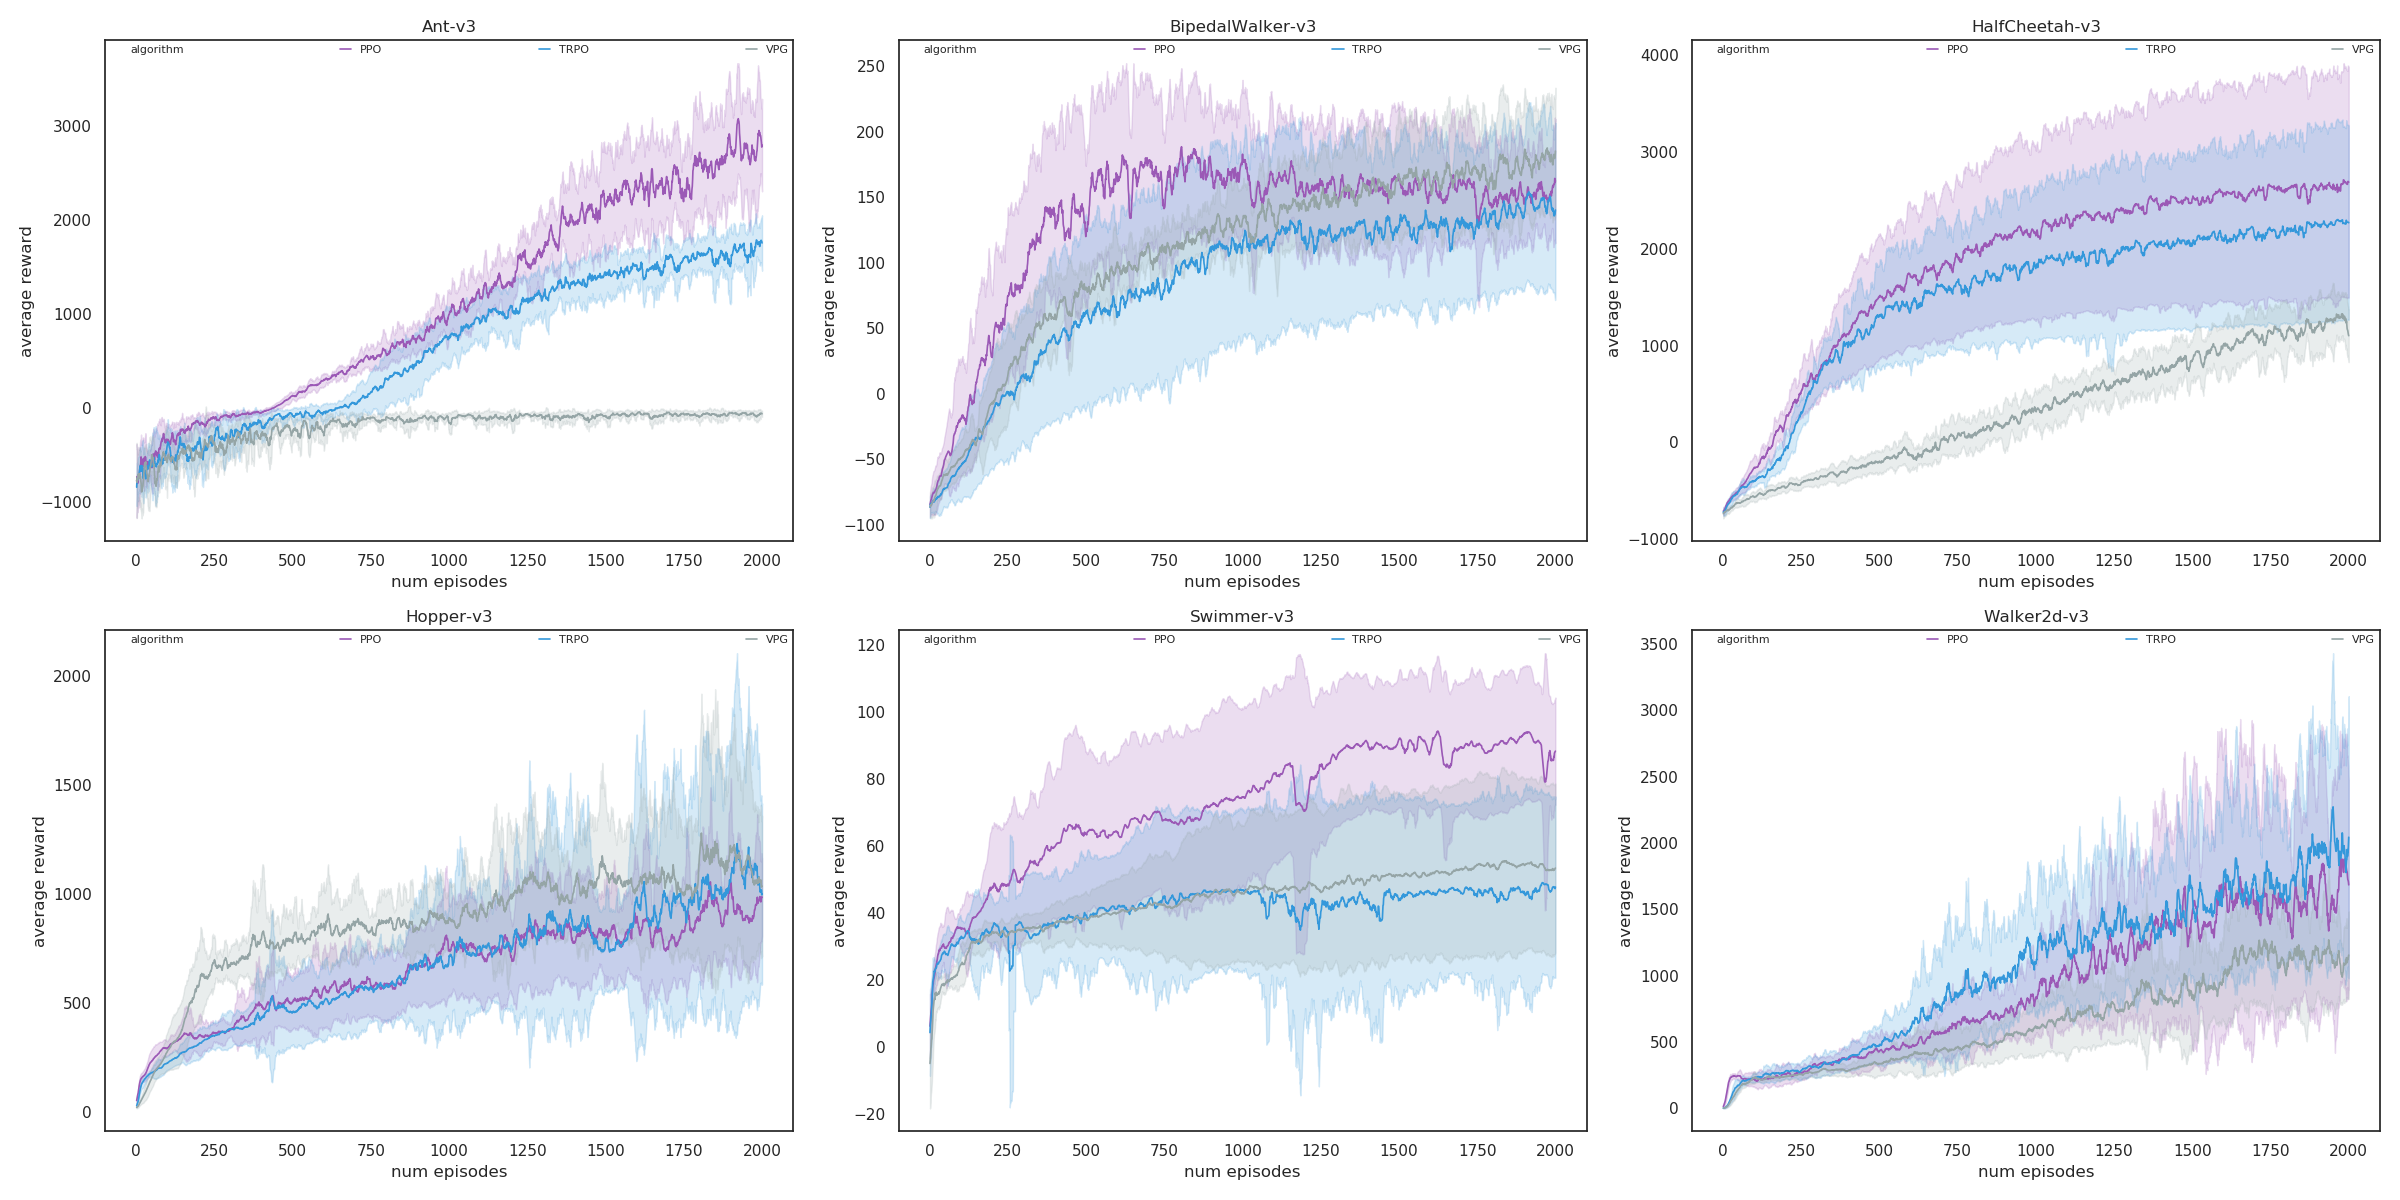 Ant-v3
algorithm PPO TRPO VPG
average reward
3000
2000
1000
0
−1000
0 250 500 750 1000 1250 1500 1750 2000
num episodes
BipedalWalker-v3
algorithm PPO TRPO VPG
average reward
250
200
150
100
50
0
−50
−100
0 250 500 750 1000 1250 1500 1750 2000
num episodes
HalfCheetah-v3
algorithm PPO TRPO VPG
average reward
4000
3000
2000
1000
0
−1000
0 250 500 750 1000 1250 1500 1750 2000
num episodes
Hopper-v3
algorithm PPO TRPO VPG
average reward
2000
1500
1000
500
0
0 250 500 750 1000 1250 1500 1750 2000
num episodes
Swimmer-v3
algorithm PPO TRPO VPG
average reward
120
100
80
60
40
20
0
−20
0 250 500 750 1000 1250 1500 1750 2000
num episodes
Walker2d-v3
algorithm PPO TRPO VPG
average reward
3500
3000
2500
2000
1500
1000
500
0
0 250 500 750 1000 1250 1500 1750 2000
num episodes